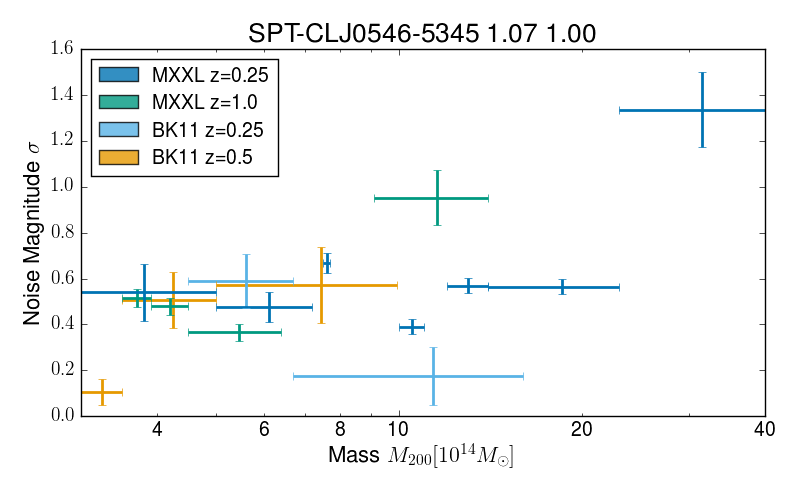 SPT-CLJ0546-5345 1.07 1.00
1.6
1.4
1.2
1.0
0.8
0.6
0.4
0.2
0.0
Noise Magnitude σ
MXXL z=0.25
MXXL z=1.0
BK11 z=0.25
BK11 z=0.5
4 6 8 10 20 40
Mass M₂₀₀[10¹⁴M☉]